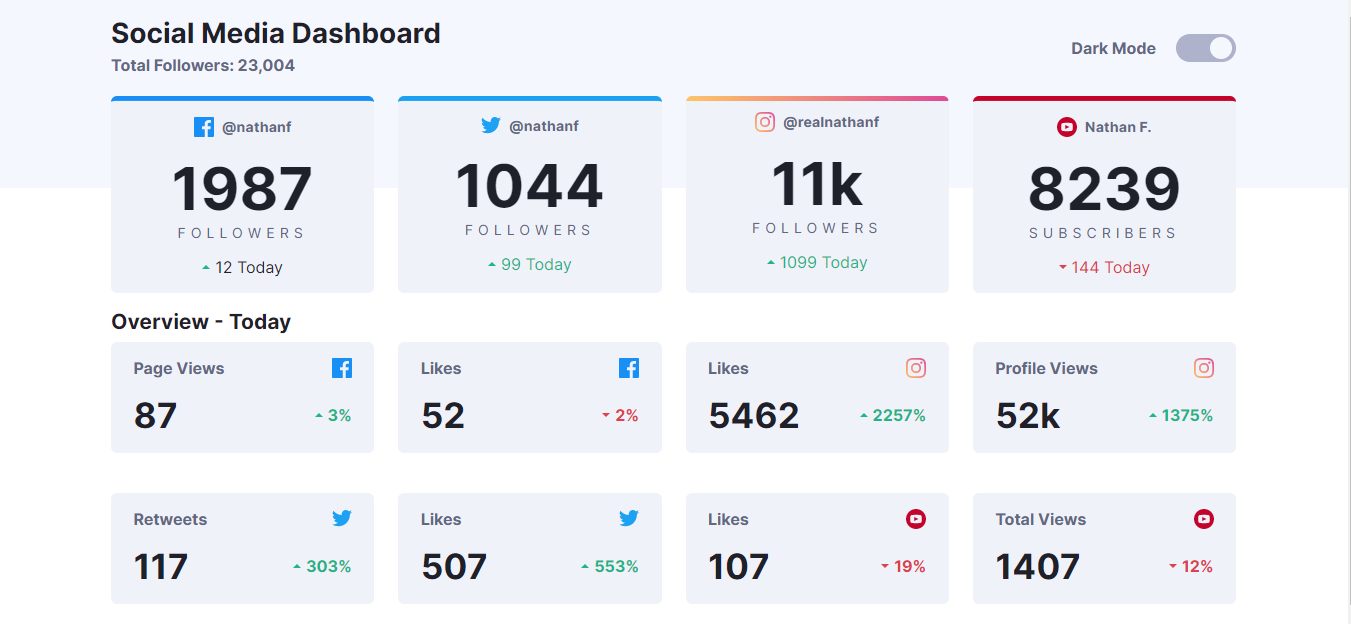 Social Media Dashboard
Total Followers: 23,004
Dark Mode
@nathanf
1987
FOLLOWERS
12 Today
@nathanf
1044
FOLLOWERS
99 Today
@realnathanf
11k
FOLLOWERS
1099 Today
Nathan F.
8239
SUBSCRIBERS
144 Today
Overview - Today
Page Views
87
3%
Likes
52
2%
Likes
5462
2257%
Profile Views
52k
1375%
Retweets
117
303%
Likes
507
553%
Likes
107
19%
Total Views
1407
12%